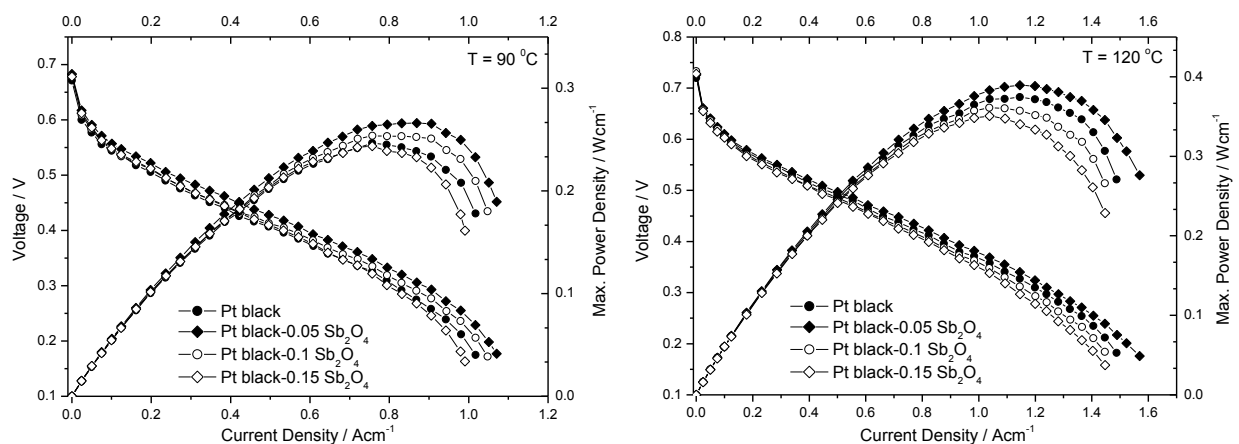 0.0 0.2 0.4 0.6 0.8 1.0 1.2
T = 90 ⁰C
0.7
0.6
0.5
0.4
0.3
0.2
0.1
Voltage / V
0.3
0.2
0.1
0.0
Max. Power Density / Wcm⁻¹
Pt black
Pt black-0.05 Sb₂O₄
Pt black-0.1 Sb₂O₄
Pt black-0.15 Sb₂O₄
0.0 0.2 0.4 0.6 0.8 1.0 1.2
Current Density / Acm⁻¹
0.0 0.2 0.4 0.6 0.8 1.0 1.2 1.4 1.6
T = 120 °C
0.8
0.7
0.6
0.5
0.4
0.3
0.2
0.1
Voltage / V
0.4
0.3
0.2
0.1
0.0
Max. Power Density / Wcm⁻¹
Pt black
Pt black-0.05 Sb₂O₄
Pt black-0.1 Sb₂O₄
Pt black-0.15 Sb₂O₄
0.0 0.2 0.4 0.6 0.8 1.0 1.2 1.4 1.6
Current Density / Acm⁻¹